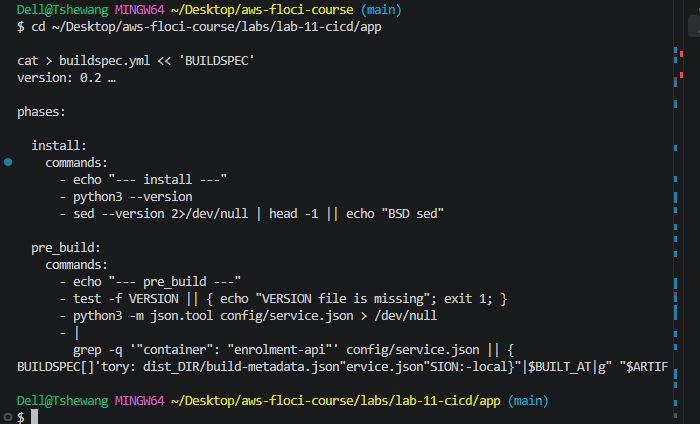 Dell@Tshewang MINGW64 ~/Desktop/aws-floci-course (main)
$ cd ~/Desktop/aws-floci-course/labs/lab-11-cicd/app
cat > buildspec.yml << 'BUILDSPEC'
version: 0.2 …
phases:
  install:
    commands:
      - echo "--- install ---"
      - python3 --version
      - sed --version 2>/dev/null | head -1 || echo "BSD sed"
  pre_build:
    commands:
      - echo "--- pre_build ---"
      - test -f VERSION || { echo "VERSION file is missing"; exit 1; }
      - python3 -m json.tool config/service.json > /dev/null
      - |
        grep -q '"container": "enrolment-api"' config/service.json || {
BUILDSPEC[]'tory: dist_DIR/build-metadata.json"ervice.json"SION:-local}"|$BUILT_AT|g" "$ARTIF
Dell@Tshewang MINGW64 ~/Desktop/aws-floci-course/labs/lab-11-cicd/app (main)
$